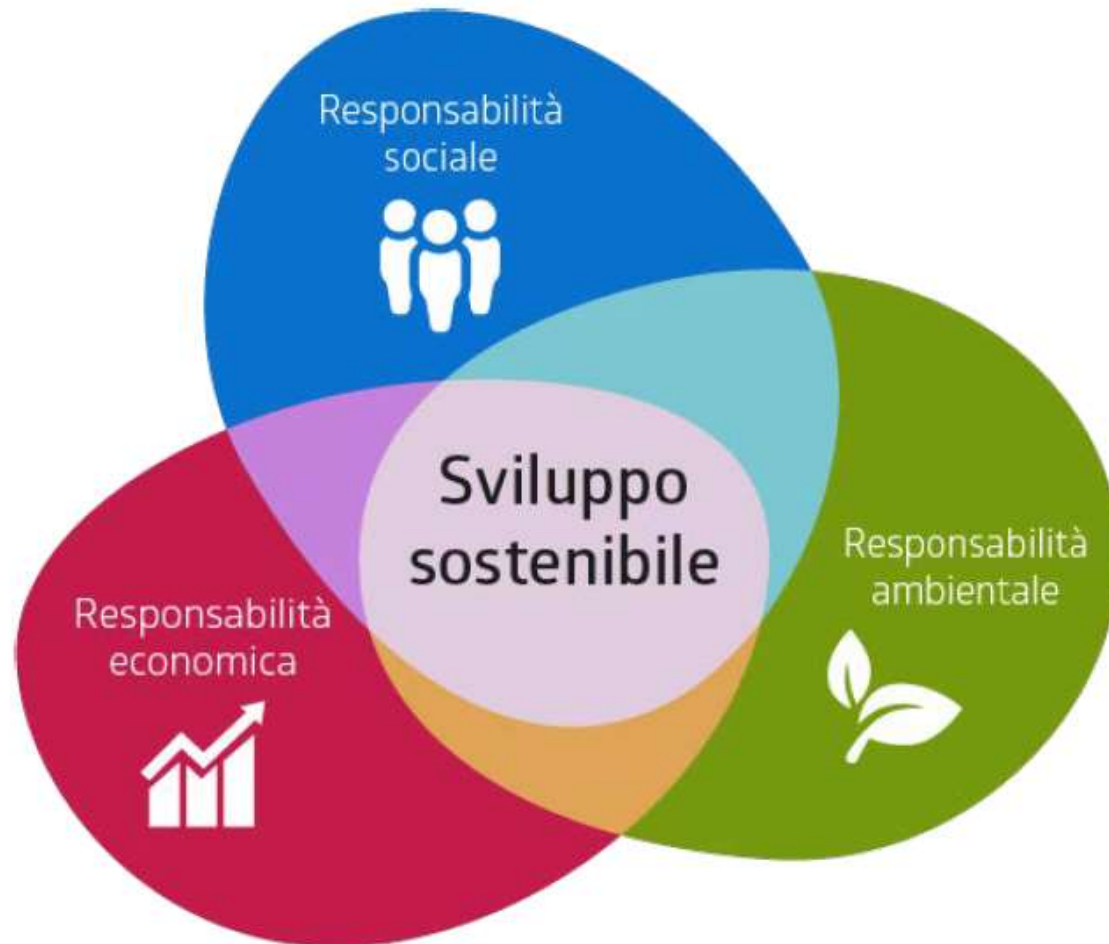 Responsabilità
sociale
Sviluppo
sostenibile
Responsabilità
ambientale
Responsabilità
economica